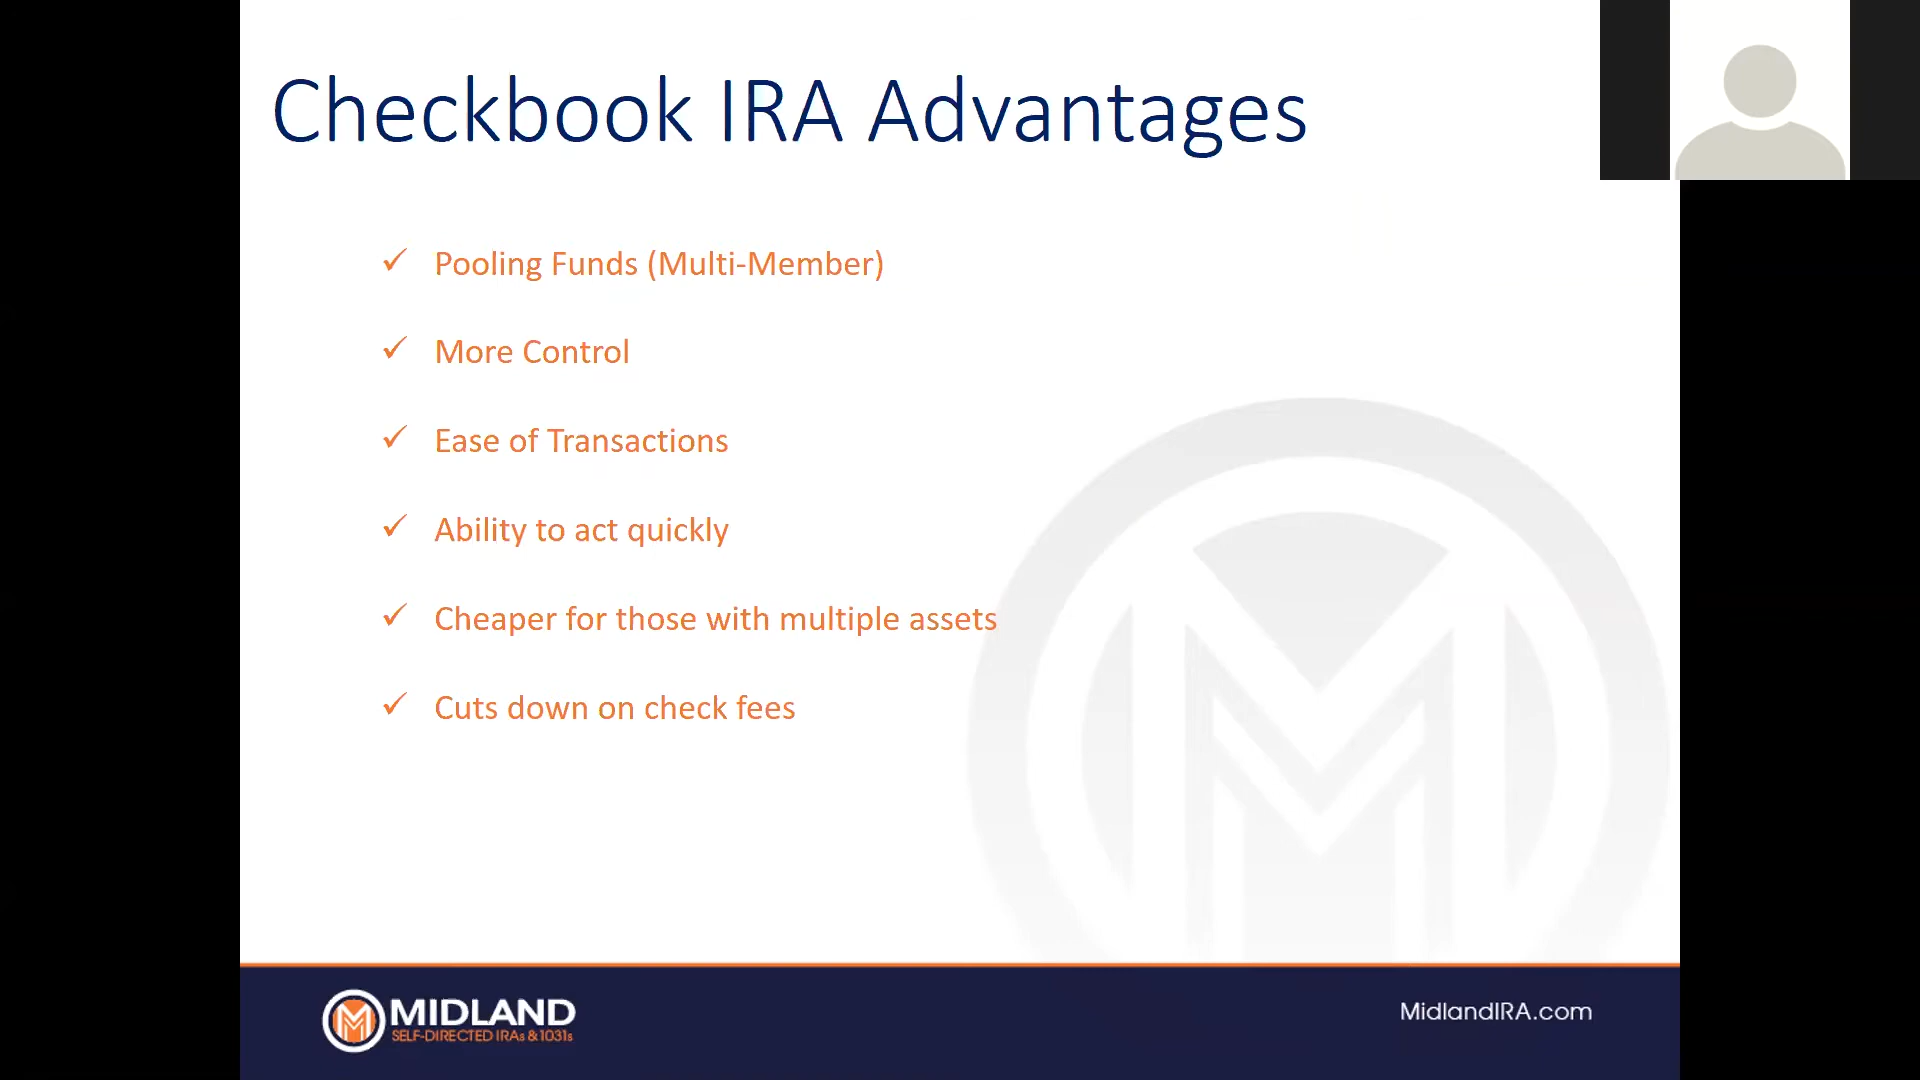 Checkbook IRA Advantages
✓ Pooling Funds (Multi-Member)
✓ More Control
✓ Ease of Transactions
✓ Ability to act quickly
✓ Cheaper for those with multiple assets
✓ Cuts down on check fees
MIDLAND
SELF-DIRECTED IRAs & 1031s
MidlandIRA.com